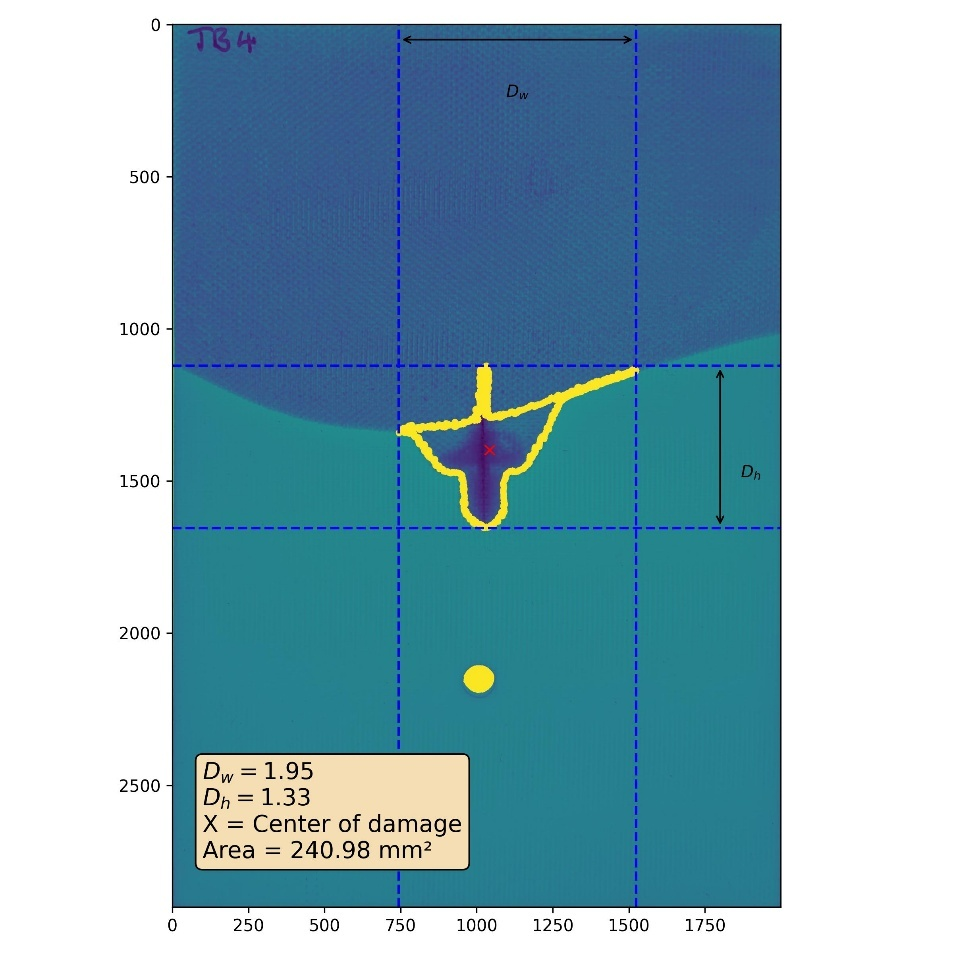 TB4
D_w
D_h
0
500
1000
1500
2000
2500
0 250 500 750 1000 1250 1500 1750
D_w = 1.95
D_h = 1.33
X = Center of damage
Area = 240.98 mm²